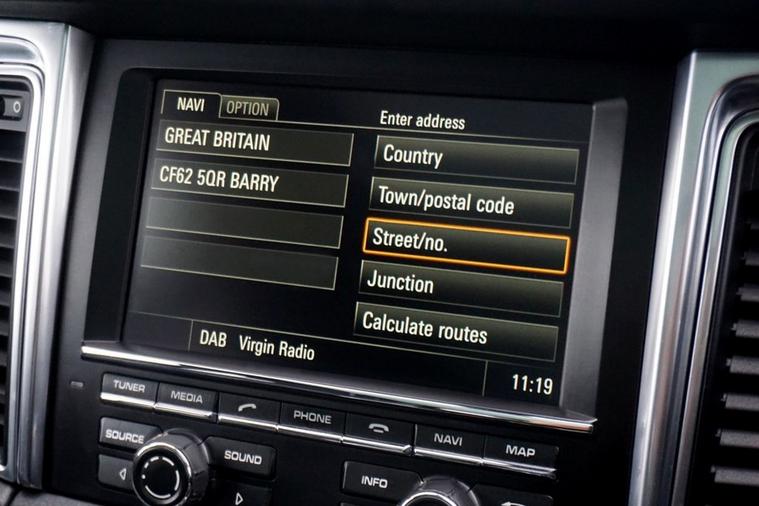 NAVI OPTION
Enter address
GREAT BRITAIN
CF62 5QR BARRY
Country
Town/postal code
Street/no.
Junction
Calculate routes
DAB Virgin Radio
11:19
TUNER MEDIA PHONE NAVI MAP
SOURCE SOUND INFO